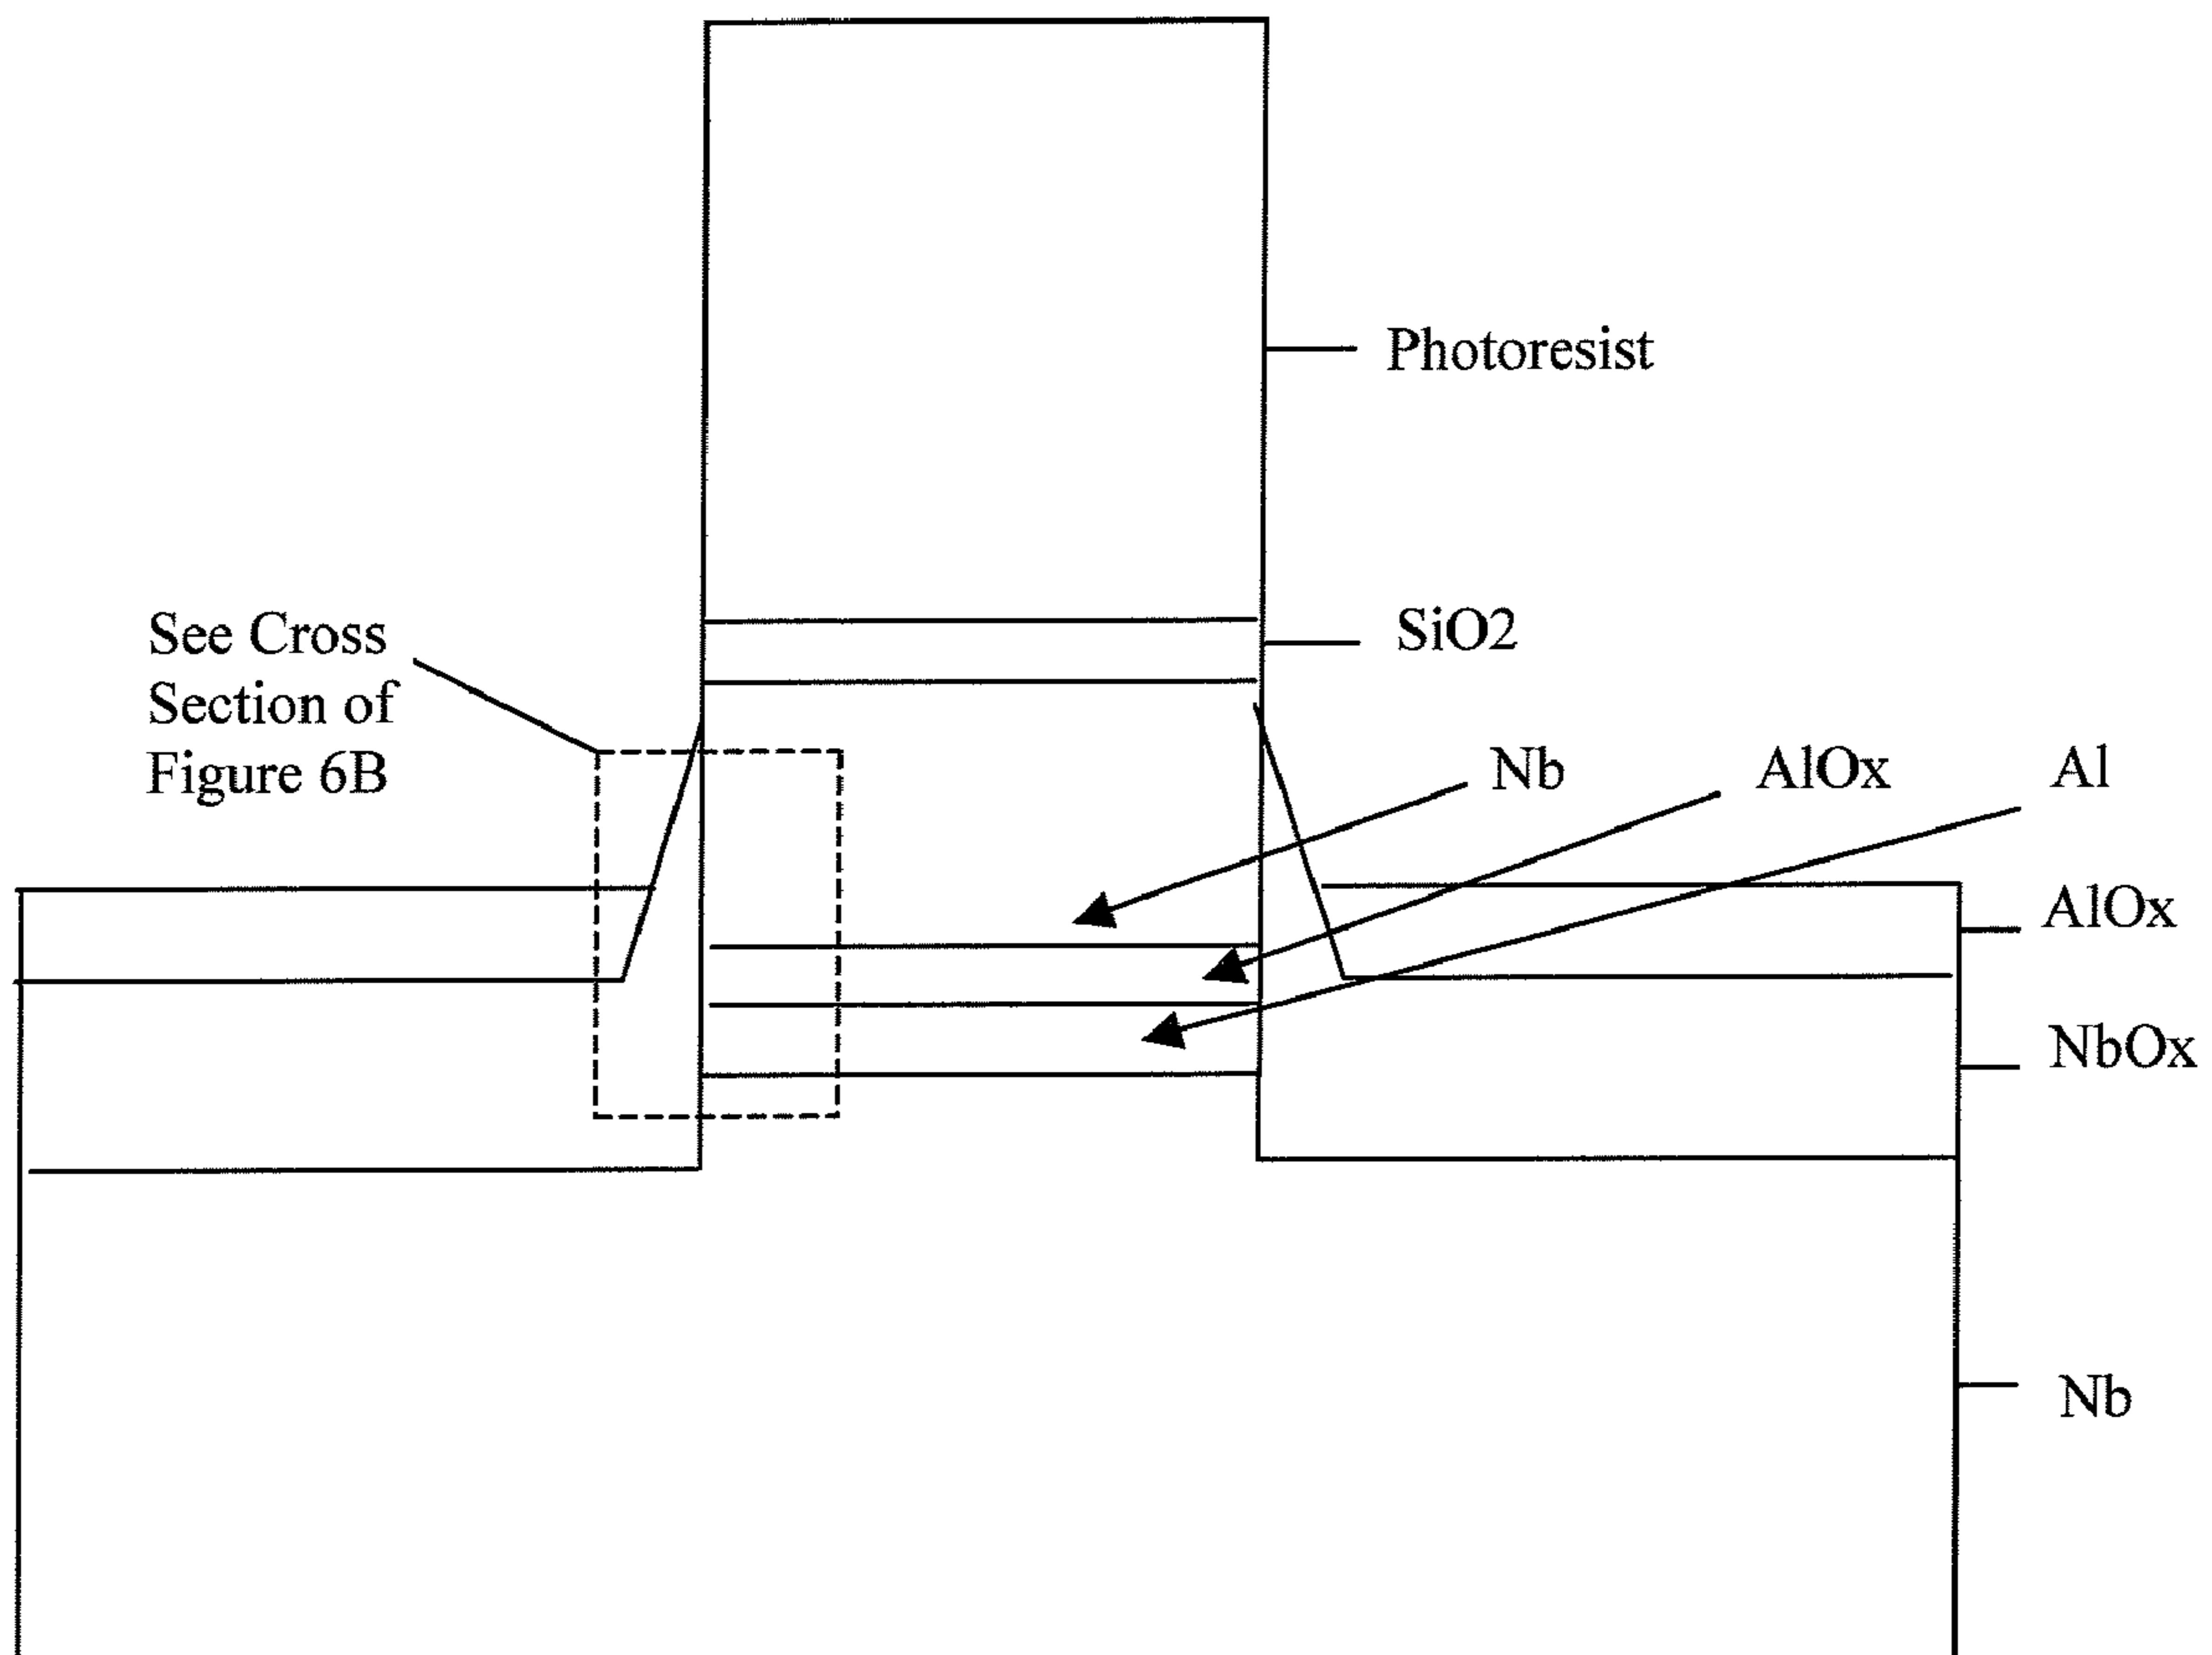 Photoresist
SiO2
See Cross
Section of
Figure 6B
Nb
AlOx
Al
AlOx
NbOx
Nb